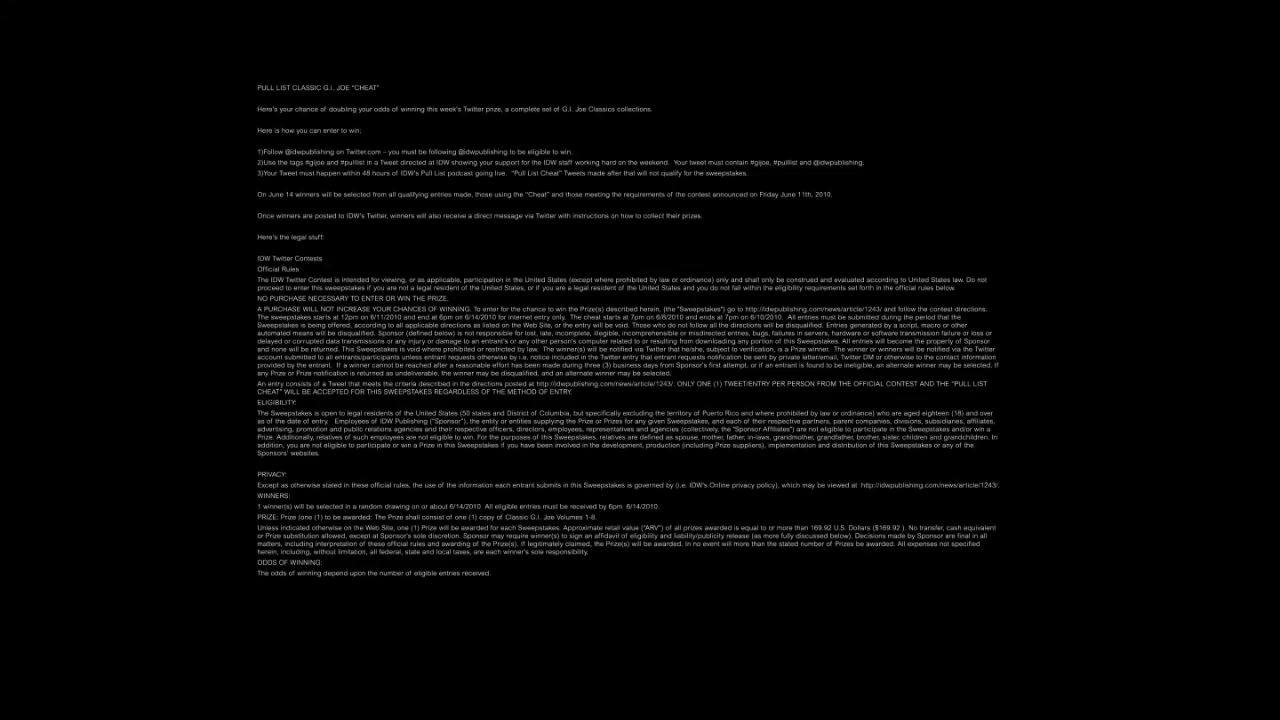 PULL LIST CLASSIC G.I. JOE "CHEAT"
Here's your chance of doubling your odds of winning this week's Twitter prize, a complete set of G.I. Joe Classics collections.
Here is how you can enter to win:
1)Follow @idwpublishing on Twitter.com – you must be following @idwpublishing to be eligible to win.
2)Use the tags #gijoe and #pulllist in a Tweet directed at IDW showing your support for the IDW staff working hard on the weekend.  Your tweet must contain #gijoe, #pulllist and @idwpublishing.
3)Your Tweet must happen within 48 hours of IDW's Pull List podcast going live.  "Pull List Cheat" Tweets made after that will not qualify for the sweepstakes.
On June 14 winners will be selected from all qualifying entries made, those using the "Cheat" and those meeting the requirements of the contest announced on Friday June 11th, 2010.
Once winners are posted to IDW's Twitter, winners will also receive a direct message via Twitter with instructions on how to collect their prizes.
Here's the legal stuff:
IDW Twitter Contests
Official Rules
The IDW Twitter Contest is intended for viewing, or as applicable, participation in the United States (except where prohibited by law or ordinance) only and shall only be construed and evaluated according to United States law. Do not
proceed to enter this sweepstakes if you are not a legal resident of the United States, or if you are a legal resident of the United States and you do not fall within the eligibility requirements set forth in the official rules below.
NO PURCHASE NECESSARY TO ENTER OR WIN THE PRIZE.
A PURCHASE WILL NOT INCREASE YOUR CHANCES OF WINNING. To enter for the chance to win the Prize(s) described herein, (the "Sweepstakes") go to http://idwpublishing.com/news/article/1243/ and follow the contest directions.
The sweepstakes starts at 12pm on 6/11/2010 and end at 6pm on 6/14/2010 for internet entry only.  The cheat starts at 7pm on 6/8/2010 and ends at 7pm on 6/10/2010.  All entries must be submitted during the period that the
Sweepstakes is being offered, according to all applicable directions as listed on the Web Site, or the entry will be void. Those who do not follow all the directions will be disqualified. Entries generated by a script, macro or other
automated means will be disqualified. Sponsor (defined below) is not responsible for lost, late, incomplete, illegible, incomprehensible or misdirected entries, bugs, failures in servers, hardware or software transmission failure or loss or
delayed or corrupted data transmissions or any injury or damage to an entrant's or any other person's computer related to or resulting from downloading any portion of this Sweepstakes. All entries will become the property of Sponsor
and none will be returned. This Sweepstakes is void where prohibited or restricted by law.  The winner(s) will be notified via Twitter that he/she, subject to verification, is a Prize winner.  The winner or winners will be notified via the Twitter
account submitted to all entrants/participants unless entrant requests otherwise by i.e. notice included in the Twitter entry that entrant requests notification be sent by private letter/email, Twitter DM or otherwise to the contact information
provided by the entrant.  If a winner cannot be reached after a reasonable effort has been made during three (3) business days from Sponsor's first attempt, or if an entrant is found to be ineligible, an alternate winner may be selected. If
any Prize or Prize notification is returned as undeliverable, the winner may be disqualified, and an alternate winner may be selected.
An entry consists of a Tweet that meets the criteria described in the directions posted at http://idwpublishing.com/news/article/1243/. ONLY ONE (1) TWEET/ENTRY PER PERSON FROM THE OFFICIAL CONTEST AND THE "PULL LIST
CHEAT" WILL BE ACCEPTED FOR THIS SWEEPSTAKES REGARDLESS OF THE METHOD OF ENTRY.
ELIGIBILITY:
The Sweepstakes is open to legal residents of the United States (50 states and District of Columbia, but specifically excluding the territory of Puerto Rico and where prohibited by law or ordinance) who are aged eighteen (18) and over
as of the date of entry.   Employees of IDW Publishing ("Sponsor"), the entity or entities supplying the Prize or Prizes for any given Sweepstakes, and each of their respective partners, parent companies, divisions, subsidiaries, affiliates,
advertising, promotion and public relations agencies and their respective officers, directors, employees, representatives and agencies (collectively, the "Sponsor Affiliates") are not eligible to participate in the Sweepstakes and/or win a
Prize. Additionally, relatives of such employees are not eligible to win. For the purposes of this Sweepstakes, relatives are defined as spouse, mother, father, in-laws, grandmother, grandfather, brother, sister, children and grandchildren. In
addition, you are not eligible to participate or win a Prize in this Sweepstakes if you have been involved in the development, production (including Prize suppliers), implementation and distribution of this Sweepstakes or any of the
Sponsors' websites.
PRIVACY:
Except as otherwise stated in these official rules, the use of the information each entrant submits in this Sweepstakes is governed by (i.e. IDW's Online privacy policy), which may be viewed at  http://idwpublishing.com/news/article/1243/.
WINNERS:
1 winner(s) will be selected in a random drawing on or about 6/14/2010  All eligible entries must be received by 6pm  6/14/2010.
PRIZE: Prize (one (1) to be awarded: The Prize shall consist of one (1) copy of Classic G.I. Joe Volumes 1-8.
Unless indicated otherwise on the Web Site, one (1) Prize will be awarded for each Sweepstakes. Approximate retail value ("ARV") of all prizes awarded is equal to or more than 169.92 U.S. Dollars ($169.92 ). No transfer, cash equivalent
or Prize substitution allowed, except at Sponsor's sole discretion. Sponsor may require winner(s) to sign an affidavit of eligibility and liability/publicity release (as more fully discussed below). Decisions made by Sponsor are final in all
matters, including interpretation of these official rules and awarding of the Prize(s). If legitimately claimed, the Prize(s) will be awarded. In no event will more than the stated number of Prizes be awarded. All expenses not specified
herein, including, without limitation, all federal, state and local taxes, are each winner's sole responsibility.
ODDS OF WINNING:
The odds of winning depend upon the number of eligible entries received.